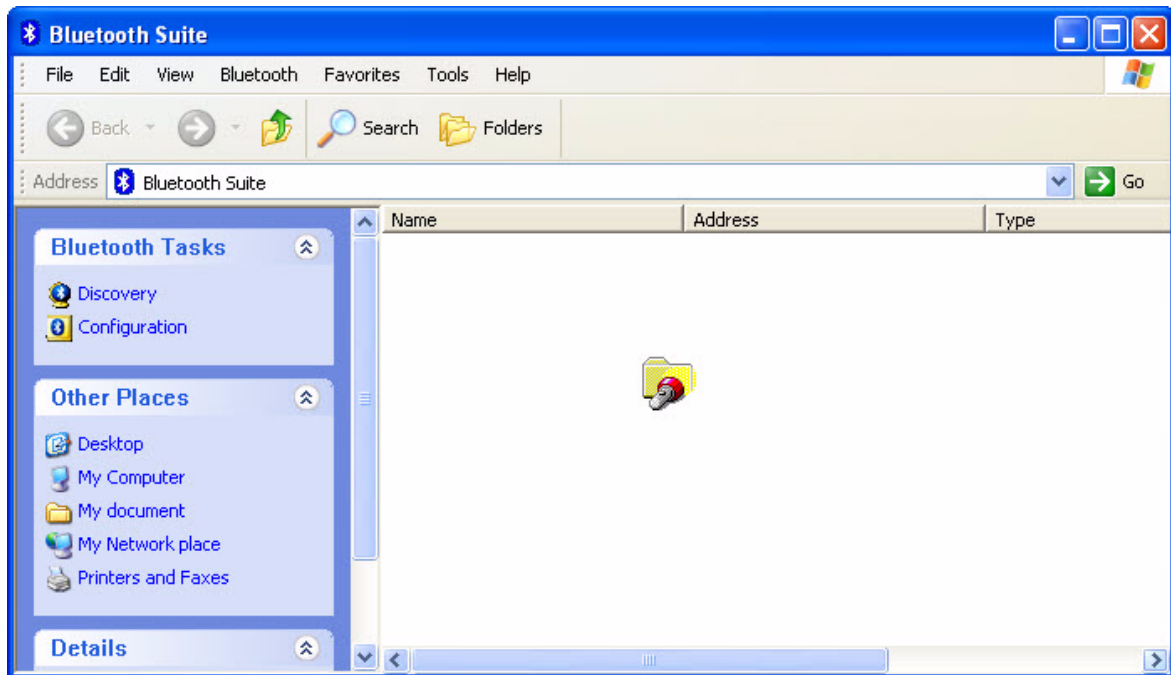 Bluetooth Suite
File Edit View Bluetooth Favorites Tools Help
Back Search Folders
Address Bluetooth Suite Go
Name Address Type
Bluetooth Tasks
Discovery
Configuration
Other Places
Desktop
My Computer
My document
My Network place
Printers and Faxes
Details